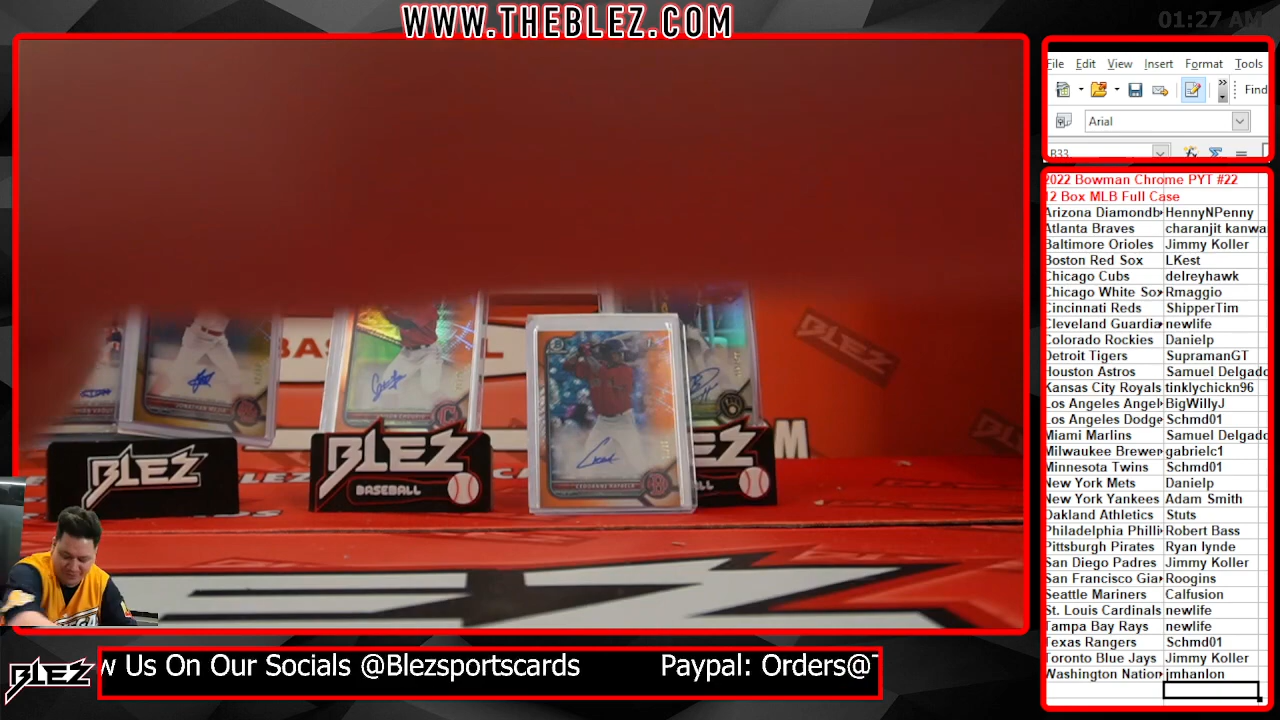 WWW.THEBLEZ.COM
01:27 AM
File Edit View Insert Format Tools
Find
Arial
B33
2022 Bowman Chrome PYT #22
12 Box MLB Full Case
Arizona Diamondb HennyNPenny
Atlanta Braves charanjit kanwa
Baltimore Orioles Jimmy Koller
Boston Red Sox LKest
Chicago Cubs delreyhawk
Chicago White Sox Rmaggio
Cincinnati Reds ShipperTim
Cleveland Guardia newlife
Colorado Rockies Danielp
Detroit Tigers SupramanGT
Houston Astros Samuel Delgado
Kansas City Royals tinklychickn96
Los Angeles Angel BigWillyJ
Los Angeles Dodge Schmd01
Miami Marlins Samuel Delgado
Milwaukee Brewer gabrielc1
Minnesota Twins Schmd01
New York Mets Danielp
New York Yankees Adam Smith
Oakland Athletics Stuts
Philadelphia Philli Robert Bass
Pittsburgh Pirates Ryan lynde
San Diego Padres Jimmy Koller
San Francisco Gia Roogins
Seattle Mariners Calfusion
St. Louis Cardinals newlife
Tampa Bay Rays newlife
Texas Rangers Schmd01
Toronto Blue Jays Jimmy Koller
Washington Nation jmhanlon
BLEZ
BLEZ
BLEZ
BASEBALL
BLEZ
BLEZ
w Us On Our Socials @Blezsportscards Paypal: Orders@T